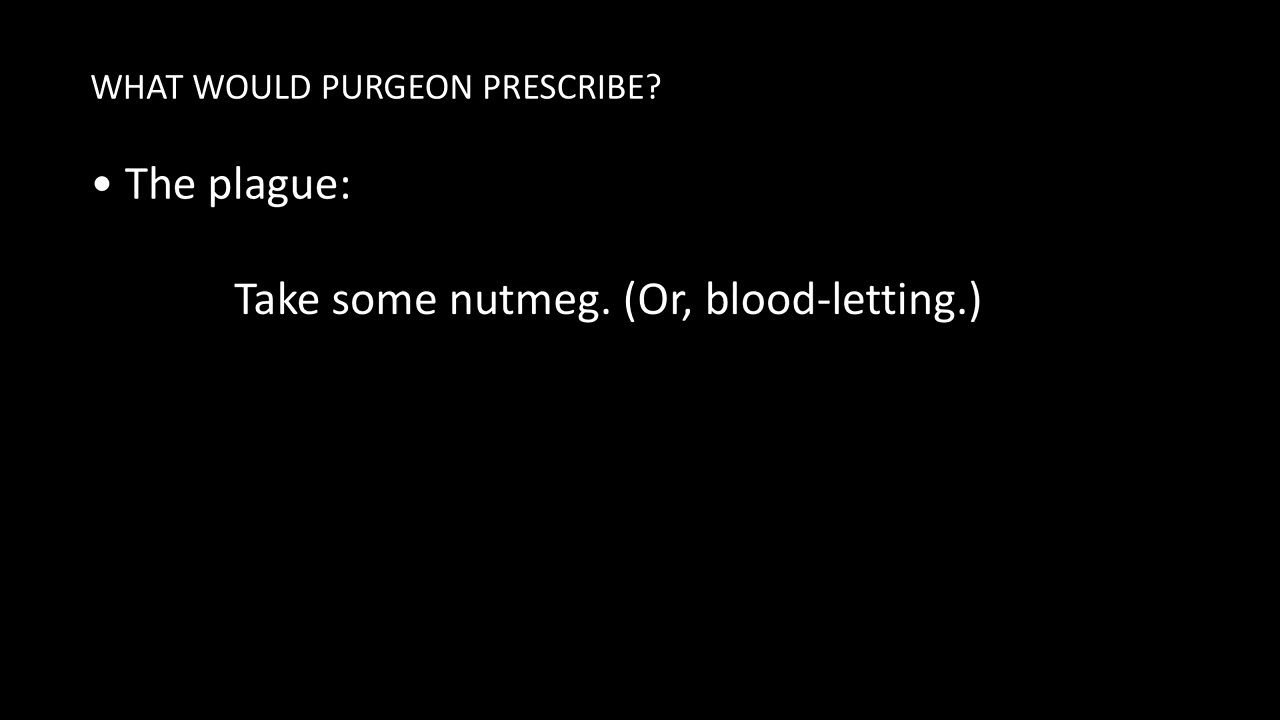 WHAT WOULD PURGEON PRESCRIBE?
• The plague:
Take some nutmeg. (Or, blood-letting.)